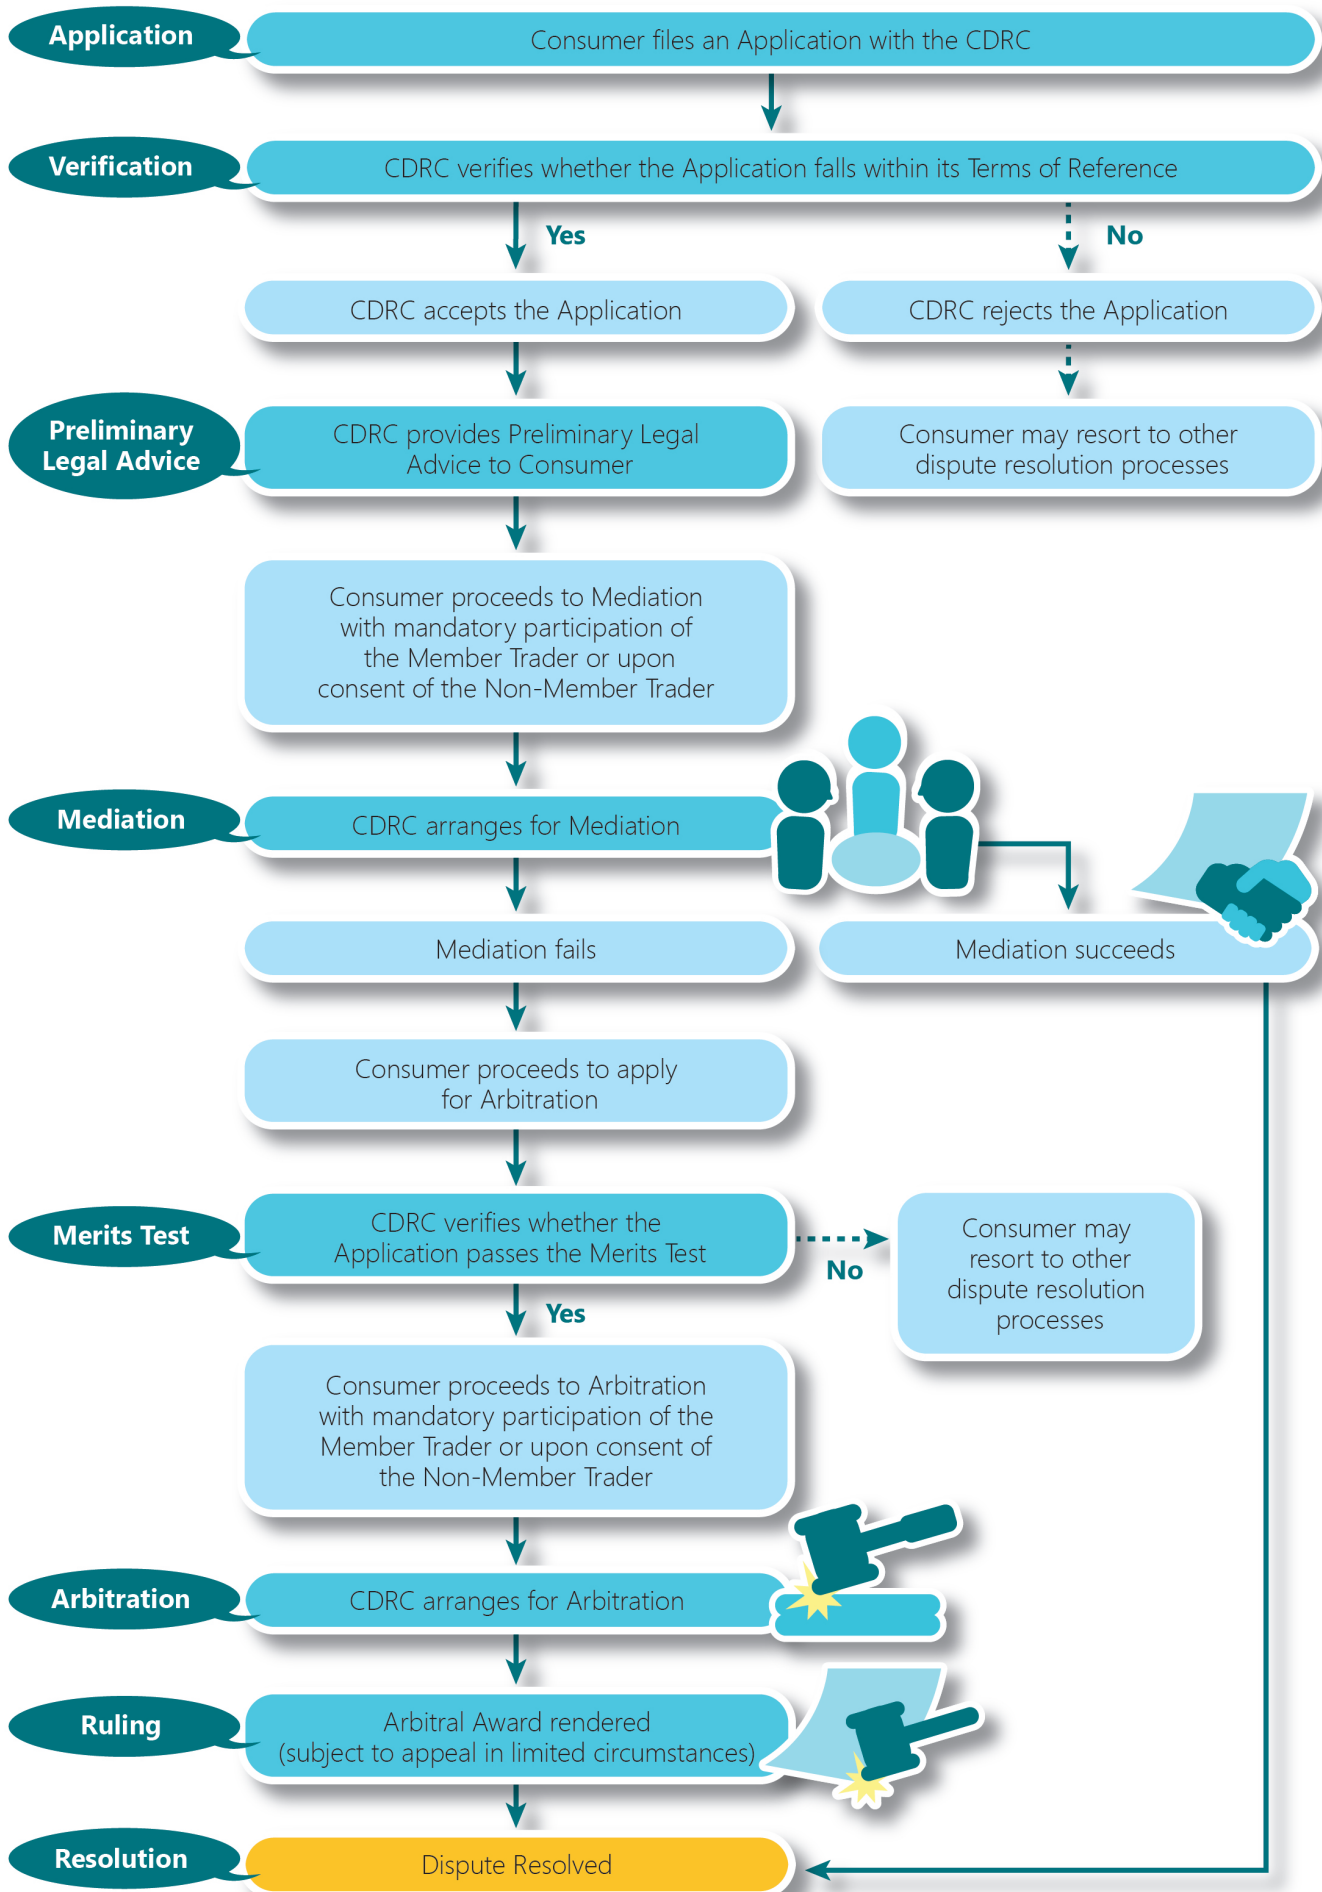 Application
Consumer files an Application with the CDRC
Verification
CDRC verifies whether the Application falls within its Terms of Reference
Yes
No
CDRC accepts the Application
CDRC rejects the Application
Preliminary
Legal Advice
CDRC provides Preliminary Legal
Advice to Consumer
Consumer may resort to other
dispute resolution processes
Consumer proceeds to Mediation
with mandatory participation of
the Member Trader or upon
consent of the Non-Member Trader
Mediation
CDRC arranges for Mediation
Mediation fails
Mediation succeeds
Consumer proceeds to apply
for Arbitration
Merits Test
CDRC verifies whether the
Application passes the Merits Test
No
Consumer may
resort to other
dispute resolution
processes
Yes
Consumer proceeds to Arbitration
with mandatory participation of the
Member Trader or upon consent of
the Non-Member Trader
Arbitration
CDRC arranges for Arbitration
Ruling
Arbitral Award rendered
(subject to appeal in limited circumstances)
Resolution
Dispute Resolved